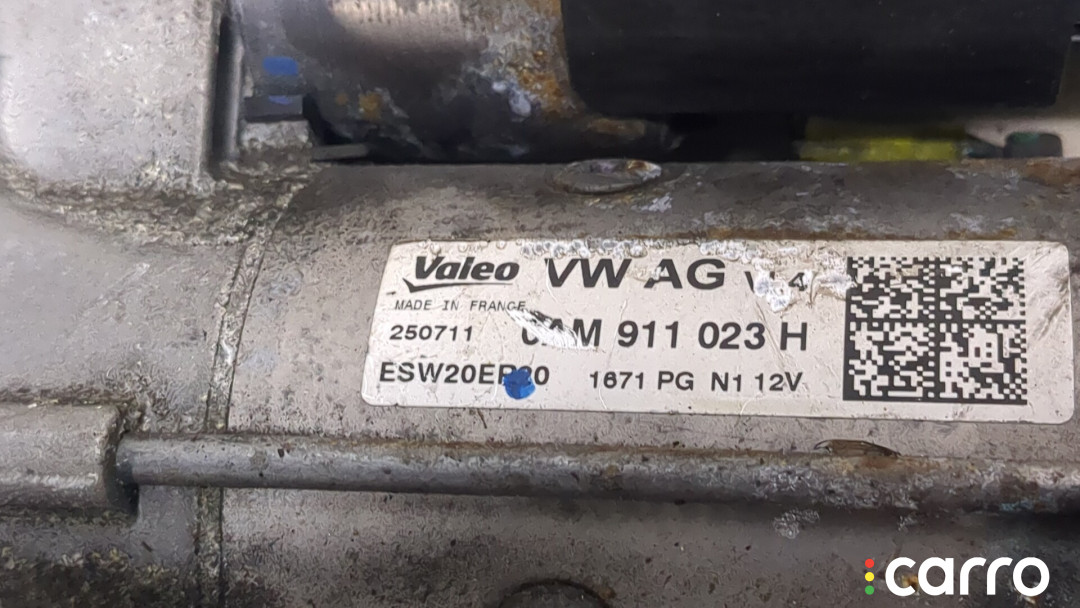 Valeo VW AG
MADE IN FRANCE
250711 911 023 H
1671 PG N1 12V
carro